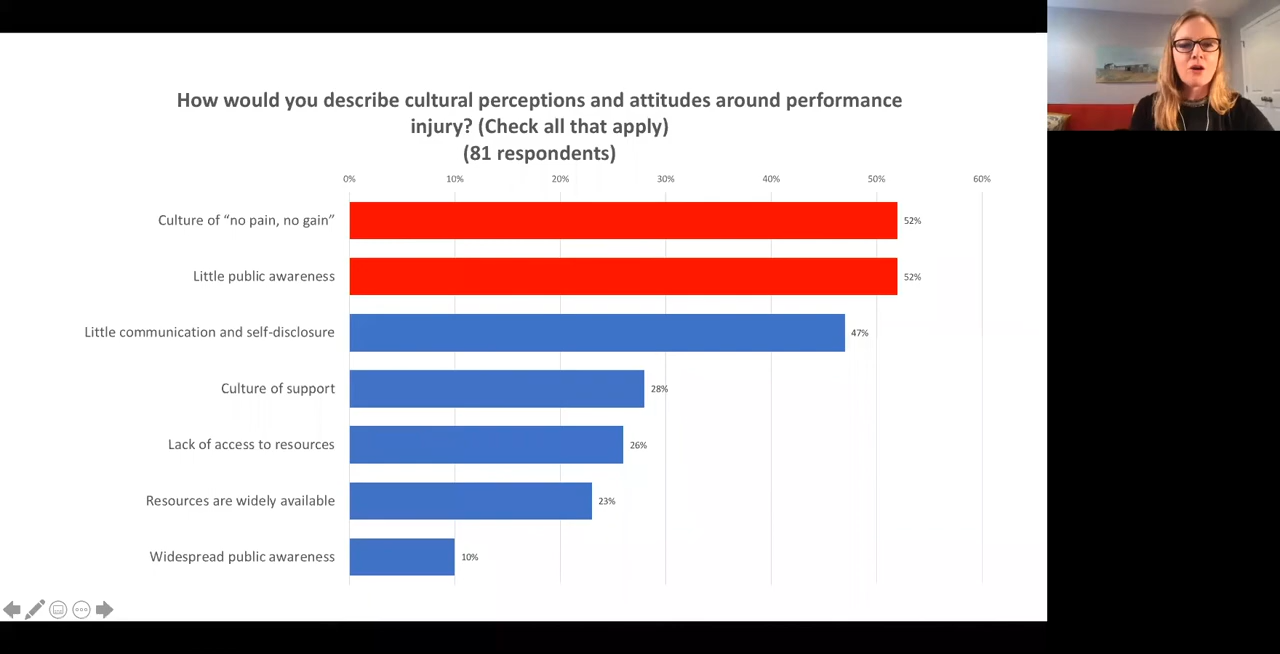 How would you describe cultural perceptions and attitudes around performance
injury? (Check all that apply)
(81 respondents)
0% 10% 20% 30% 40% 50% 60%
Culture of “no pain, no gain” 52%
Little public awareness 52%
Little communication and self-disclosure 47%
Culture of support 28%
Lack of access to resources 26%
Resources are widely available 23%
Widespread public awareness 10%